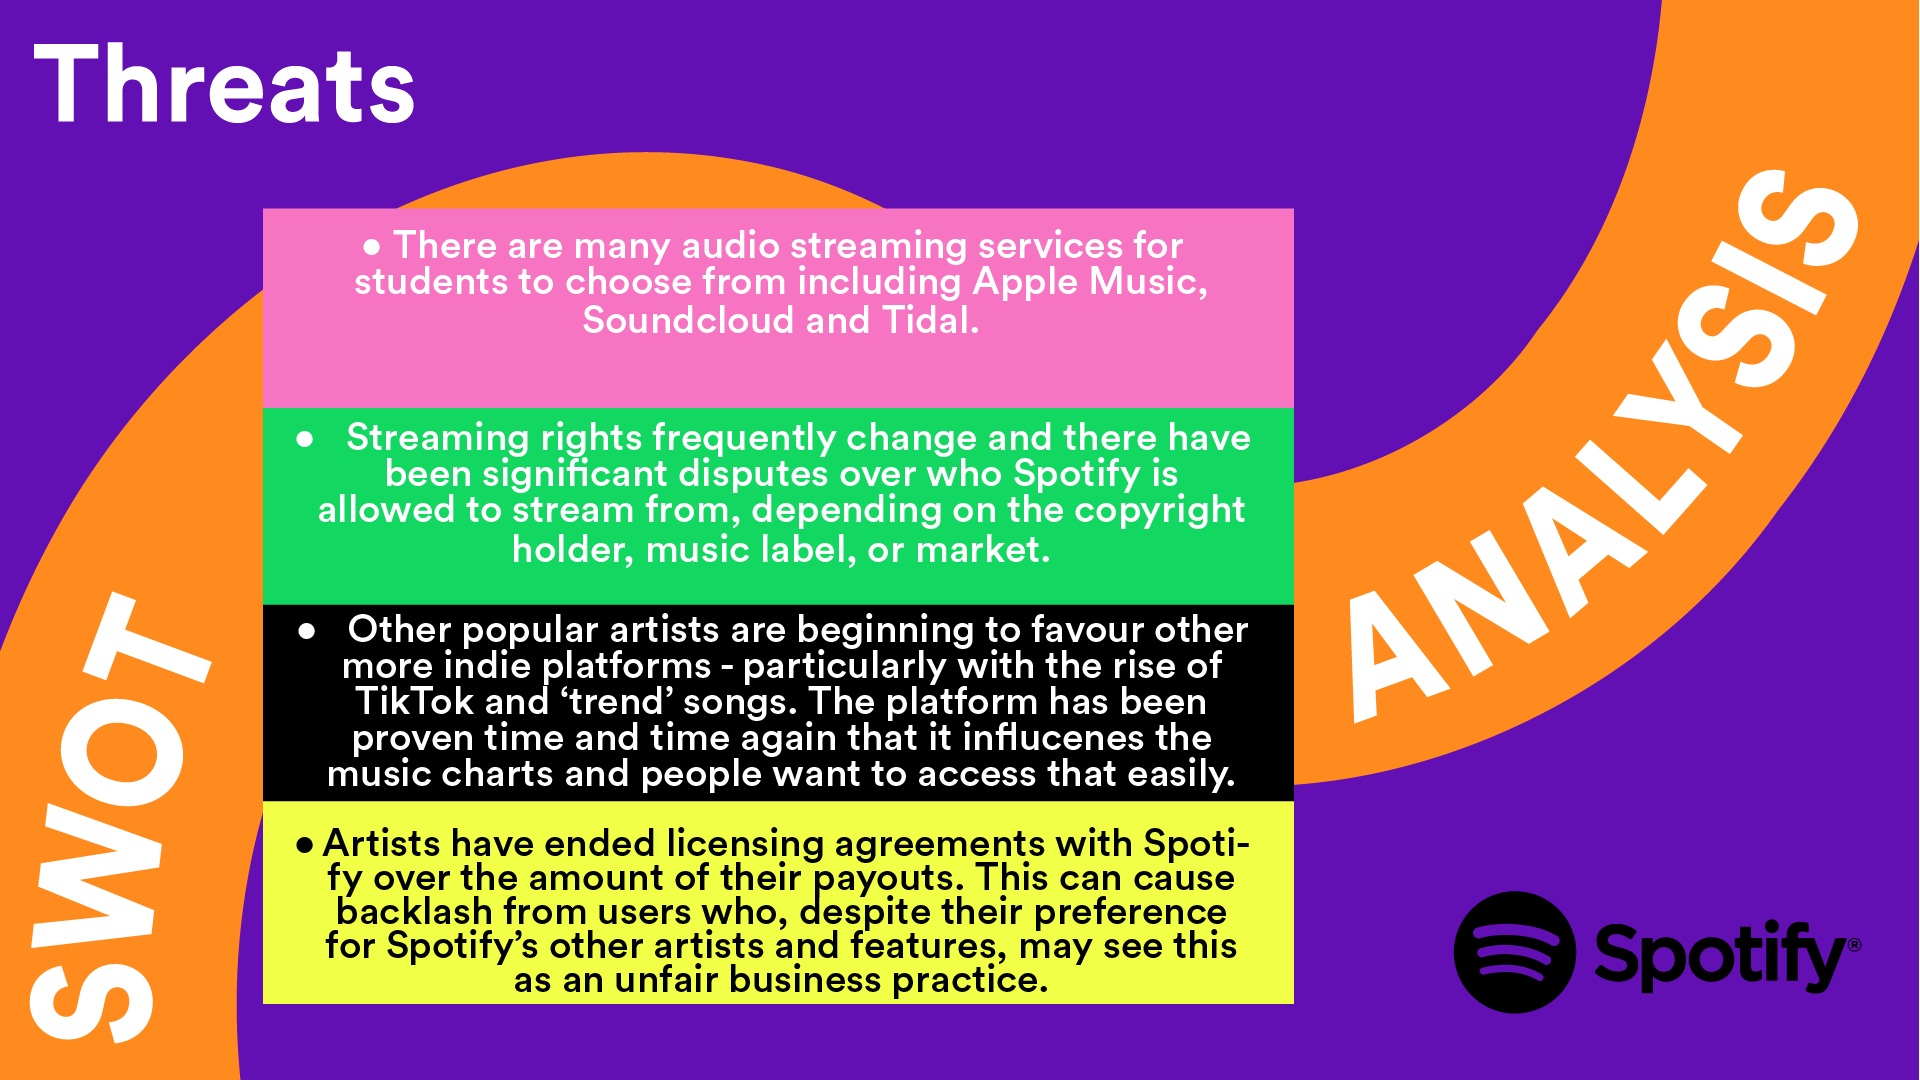 Threats
• There are many audio streaming services for
students to choose from including Apple Music,
Soundcloud and Tidal.
• Streaming rights frequently change and there have
been significant disputes over who Spotify is
allowed to stream from, depending on the copyright
holder, music label, or market.
• Other popular artists are beginning to favour other
more indie platforms - particularly with the rise of
TikTok and ‘trend’ songs. The platform has been
proven time and time again that it influcenes the
music charts and people want to access that easily.
• Artists have ended licensing agreements with Spoti-
fy over the amount of their payouts. This can cause
backlash from users who, despite their preference
for Spotify’s other artists and features, may see this
as an unfair business practice.
SWOT
ANALYSIS
Spotify®